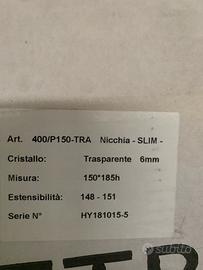 Art. 400/P150-TRA Nicchia - SLIM -
Cristallo: Trasparente 6mm
Misura: 150*185h
Estensibilità: 148 - 151
Serie N° HY181015-5
subito